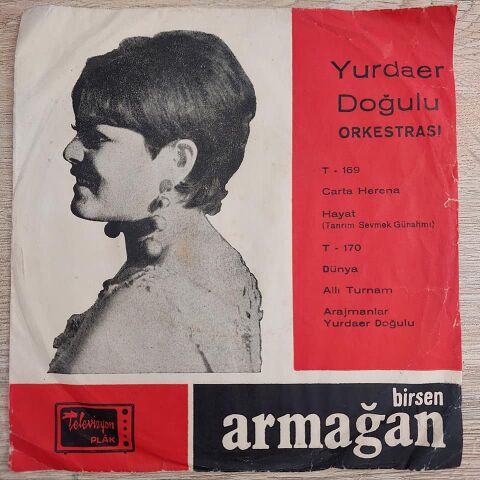 Yurdaer
Doğulu
ORKESTRASI
T - 169
Carta Herena
Hayat
(Tanrım Sevmek Günahmı)
T - 170
Dünya
Allı Turnam
Arajmanlar
Yurdaer Doğulu
birsen
armağan
Televizyon
PLÂK